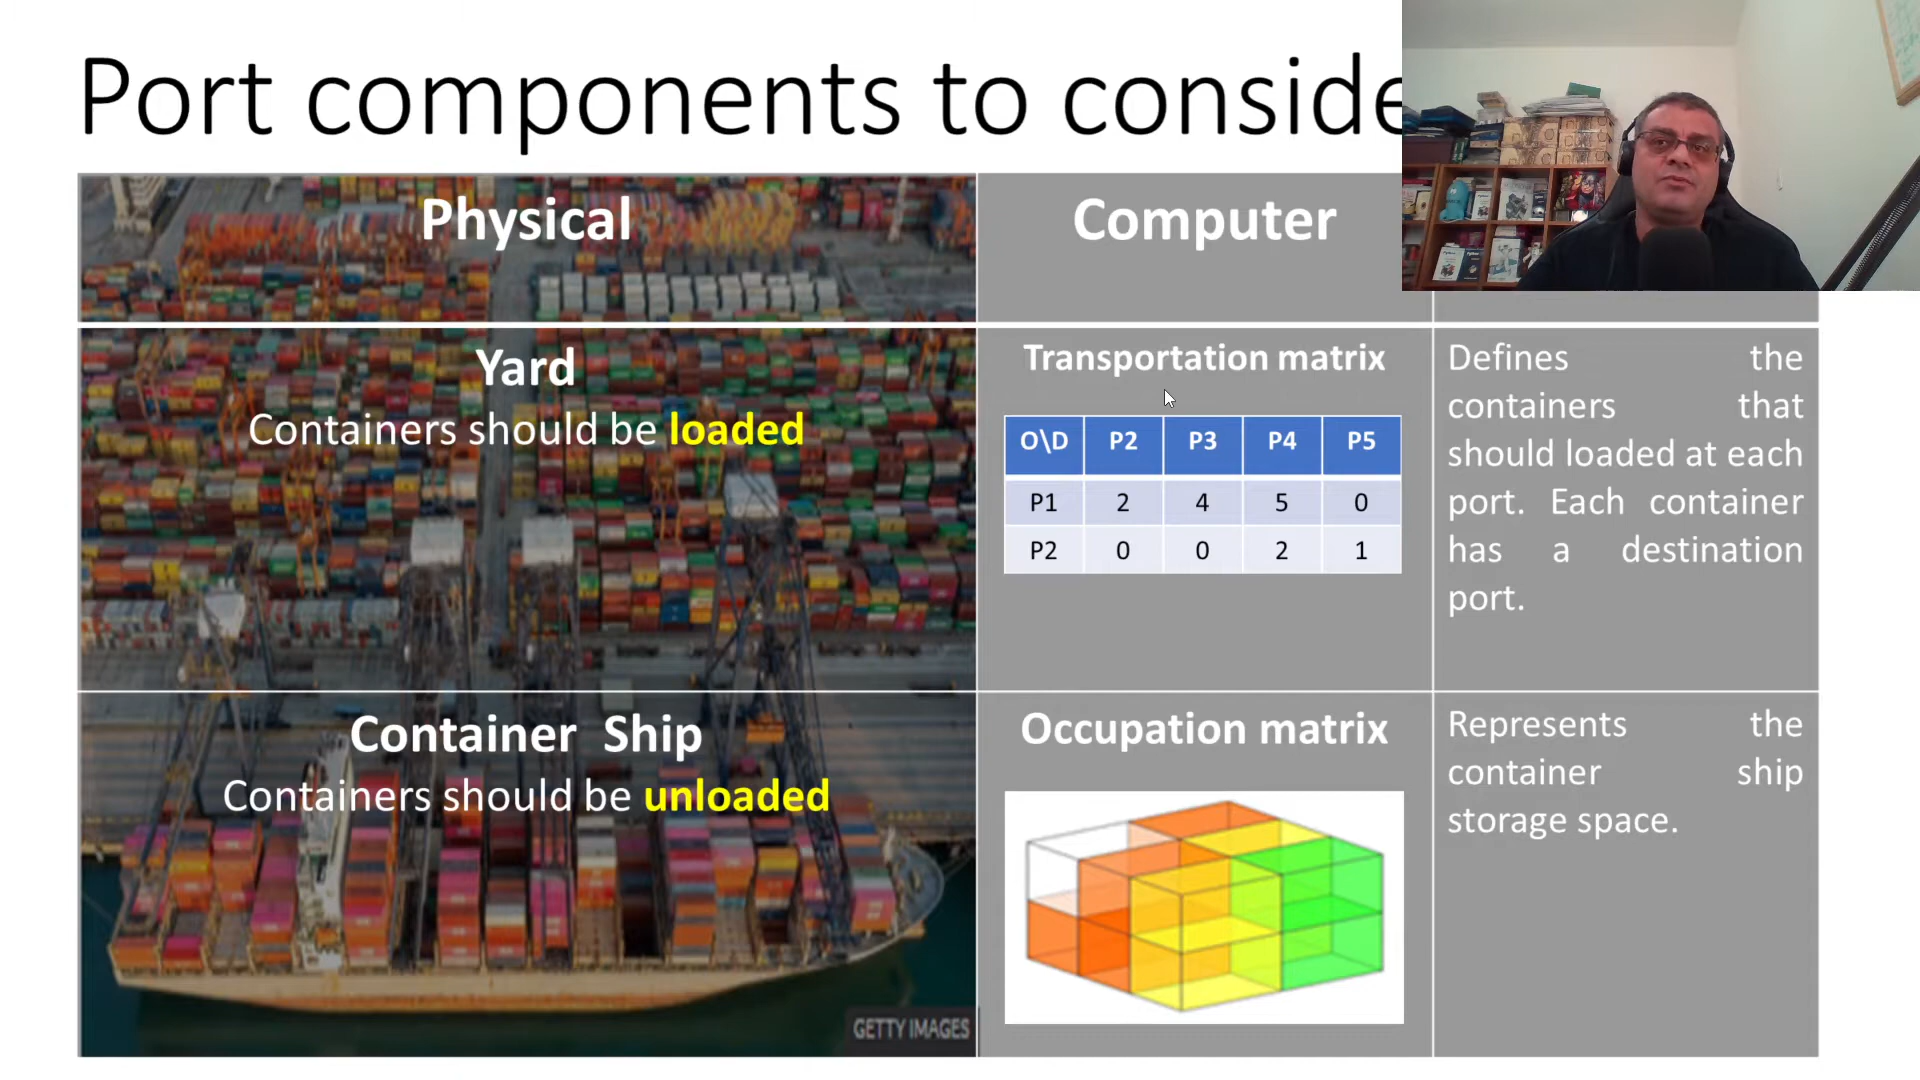 Port components to conside
Physical
Computer
Yard
Containers should be loaded
Transportation matrix
O\D P2 P3 P4 P5
P1 2 4 5 0
P2 0 0 2 1
Defines the
containers that
should loaded at each
port. Each container
has a destination
port.
Container Ship
Containers should be unloaded
GETTY IMAGES
Occupation matrix
Represents the
container ship
storage space.